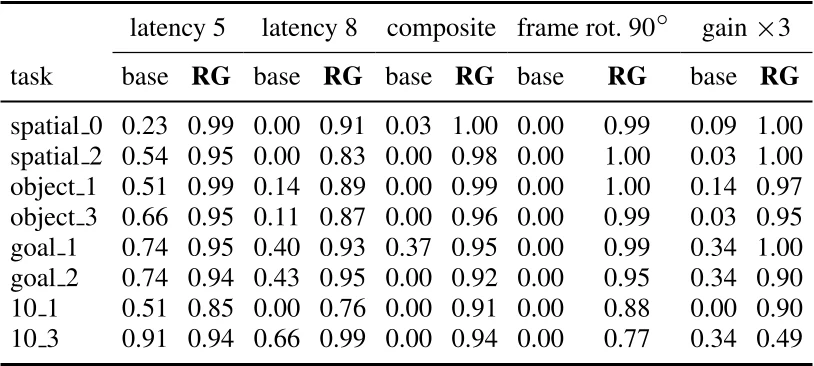 latency 5 latency 8 composite frame rot. 90° gain ×3
task base RG base RG base RG base RG base RG
spatial_0 0.23 0.99 0.00 0.91 0.03 1.00 0.00 0.99 0.09 1.00
spatial_2 0.54 0.95 0.00 0.83 0.00 0.98 0.00 1.00 0.03 1.00
object_1 0.51 0.99 0.14 0.89 0.00 0.99 0.00 1.00 0.14 0.97
object_3 0.66 0.95 0.11 0.87 0.00 0.96 0.00 0.99 0.03 0.95
goal_1 0.74 0.95 0.40 0.93 0.37 0.95 0.00 0.99 0.34 1.00
goal_2 0.74 0.94 0.43 0.95 0.00 0.92 0.00 0.95 0.34 0.90
10_1 0.51 0.85 0.00 0.76 0.00 0.91 0.00 0.88 0.00 0.90
10_3 0.91 0.94 0.66 0.99 0.00 0.94 0.00 0.77 0.34 0.49